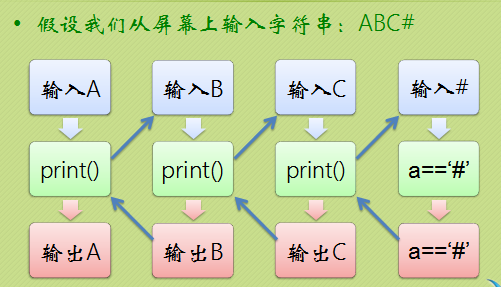 • 假设我们从屏幕上输入字符串：ABC#
输入A 输入B 输入C 输入#
print() print() print() a==‘#’
输出A 输出B 输出C a==‘#’